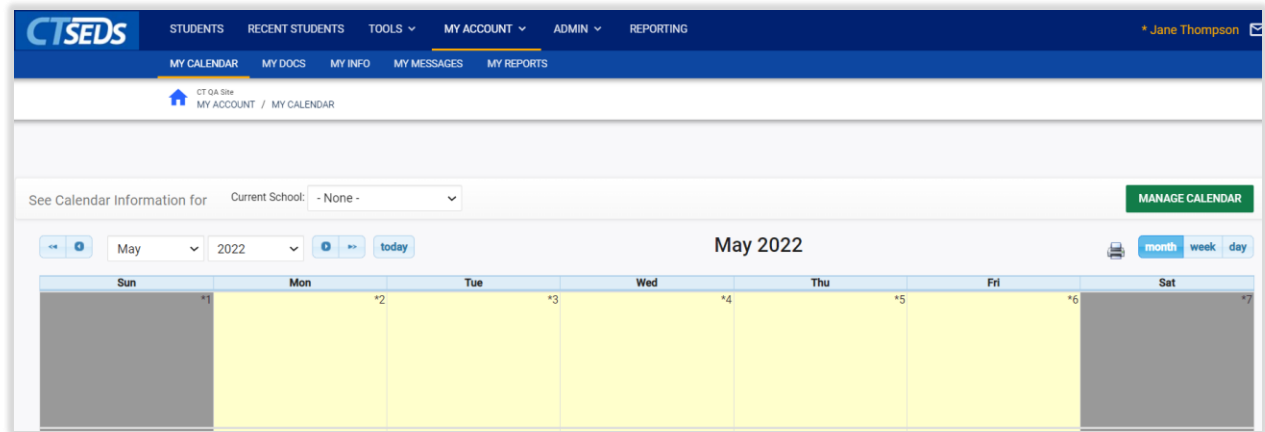 CTSEDS STUDENTS RECENT STUDENTS TOOLS MY ACCOUNT ADMIN REPORTING * Jane Thompson
MY CALENDAR MY DOCS MY INFO MY MESSAGES MY REPORTS
CT QA Site
MY ACCOUNT / MY CALENDAR
See Calendar Information for Current School: - None - MANAGE CALENDAR
May 2022 today May 2022 month week day
Sun Mon Tue Wed Thu Fri Sat
*1 *2 *3 *4 *5 *6 *7